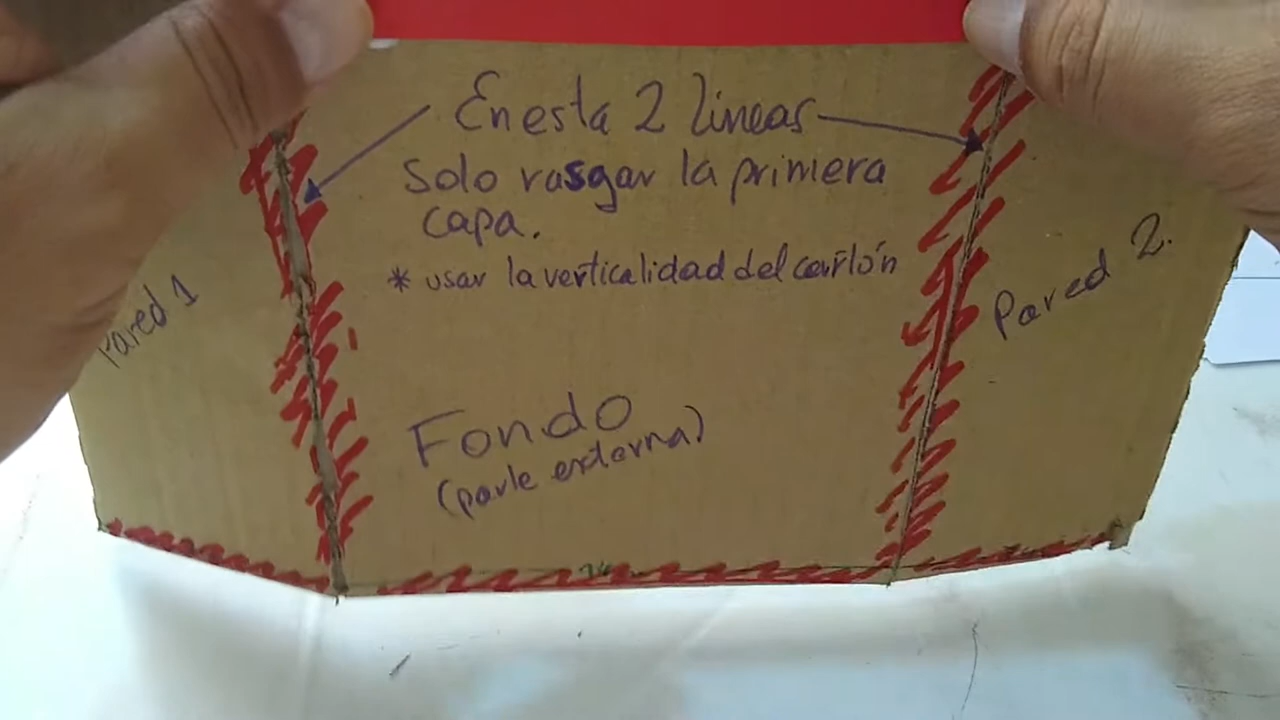 En esta 2 lineas
Solo rasgar la primera
capa.
* usar la verticalidad del cartón
Pared 1
Pared 2.
Fondo
(parte externa)